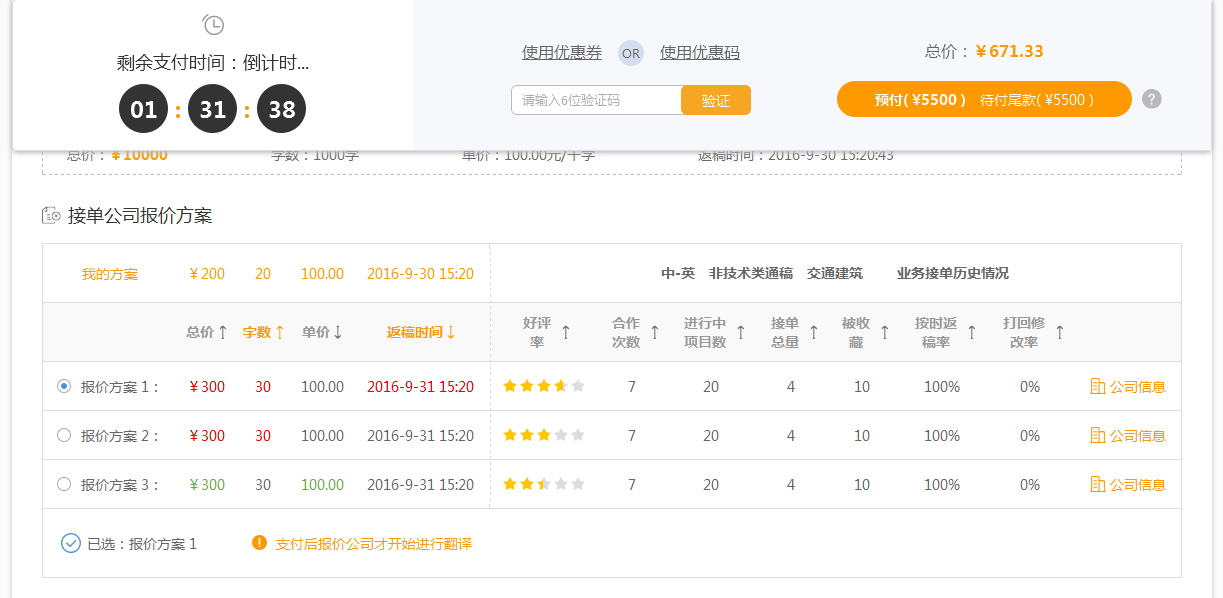 剩余支付时间：倒计时...
01 : 31 : 38
使用优惠券 OR 使用优惠码
请输入6位验证码 验证
总价：￥671.33
预付( ¥5500 ) 待付尾款( ¥5500 ) ?
总价：￥10000 字数：1000字 单价：100.00元/千字 返稿时间：2016-9-30 15:20:43
接单公司报价方案
我的方案 ￥200 20 100.00 2016-9-30 15:20 中-英 非技术类通稿 交通建筑 业务接单历史情况
总价↑ 字数↑ 单价↓ 返稿时间↓ 好评率↑ 合作次数↑ 进行中项目数↑ 接单总量↑ 被收藏↑ 按时返稿率↑ 打回修改率↑
报价方案 1： ￥300 30 100.00 2016-9-31 15:20 7 20 4 10 100% 0% 公司信息
报价方案 2： ￥300 30 100.00 2016-9-31 15:20 7 20 4 10 100% 0% 公司信息
报价方案 3： ￥300 30 100.00 2016-9-31 15:20 7 20 4 10 100% 0% 公司信息
已选：报价方案 1 支付后报价公司才开始进行翻译